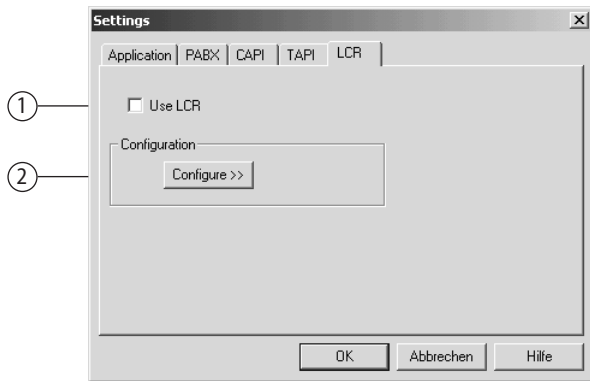 Settings
Application PABX CAPI TAPI LCR
1 Use LCR
Configuration
2 Configure >>
OK Abbrechen Hilfe